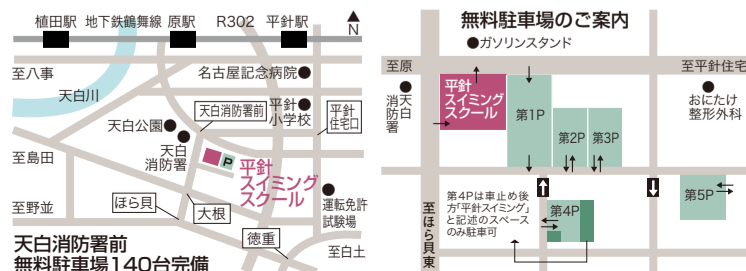 植田駅
地下鉄鶴舞線
原駅
R302
平針駅
N
至八事
名古屋記念病院
天白川
平針
小学校
平針
住宅口
天白消防署前
天白公園
天白
消防署
P
至島田
平針
スイミング
スクール
ほら貝
大根
運転免許
試験場
至野並
徳重
至白土
天白消防署前
無料駐車場140台完備
無料駐車場のご案内
ガソリンスタンド
至原
至平針住宅
天白
消防署
平針
スイミング
スクール
第1P
第2P
第3P
おにたけ
整形外科
第4Pは車止め後
方「平針スイミング」
と記述のスペース
のみ駐車可
第4P
第5P
至ほら貝東